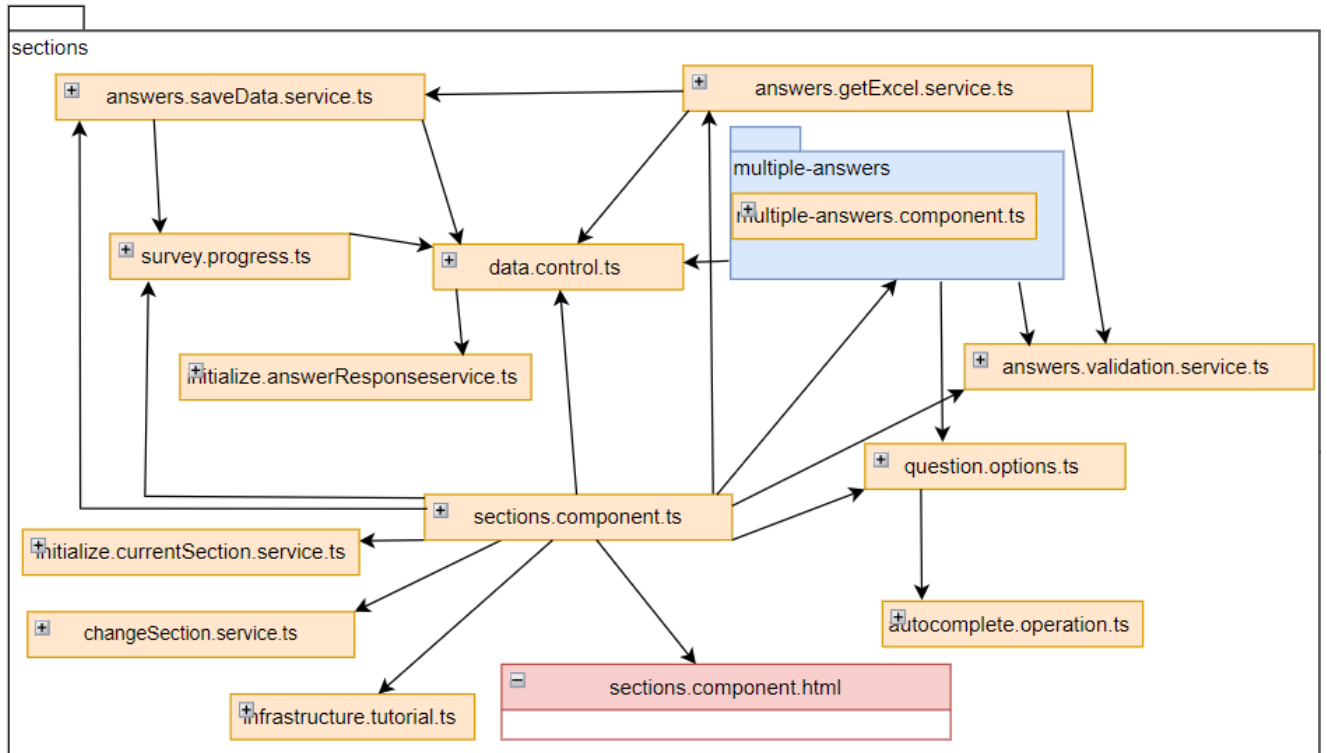 sections
answers.saveData.service.ts
answers.getExcel.service.ts
multiple-answers
multiple-answers.component.ts
survey.progress.ts
data.control.ts
initialize.answerResponseservice.ts
answers.validation.service.ts
question.options.ts
sections.component.ts
initialize.currentSection.service.ts
changeSection.service.ts
autocomplete.operation.ts
sections.component.html
infrastructure.tutorial.ts